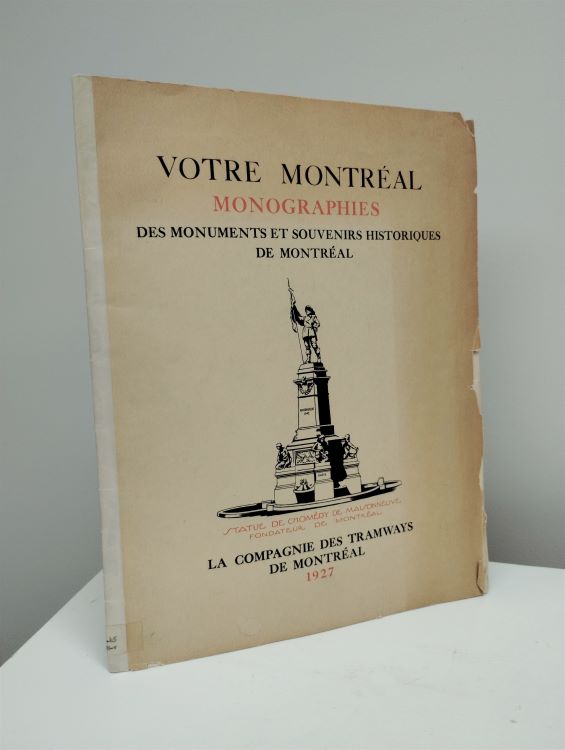 VOTRE MONTRÉAL
MONOGRAPHIES
DES MONUMENTS ET SOUVENIRS HISTORIQUES
DE MONTRÉAL
STATUE DE CHOMÉDY DE MAISONNEUVE
FONDATEUR DE MONTRÉAL
LA COMPAGNIE DES TRAMWAYS
DE MONTRÉAL
1927